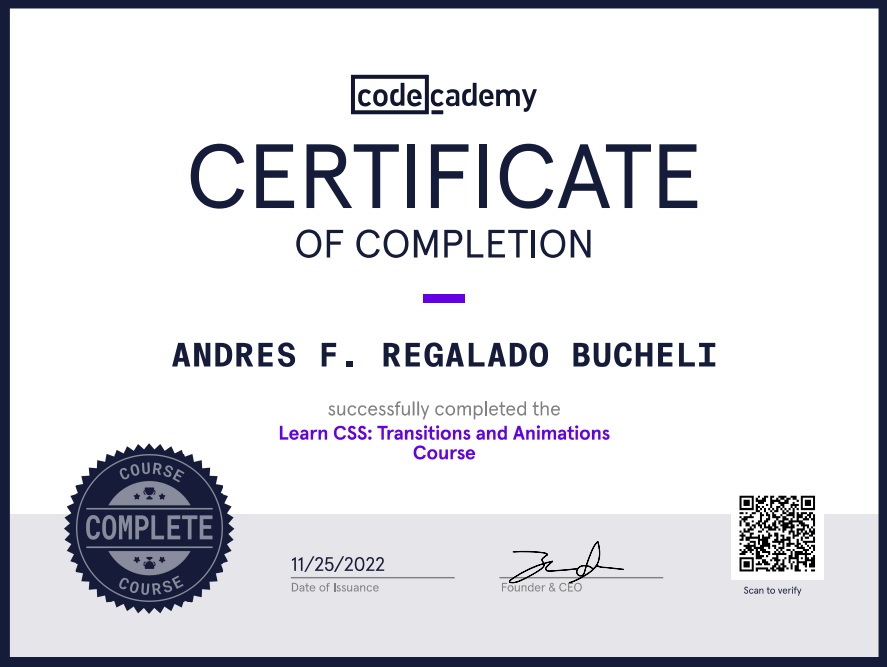 codecademy
CERTIFICATE
OF COMPLETION
ANDRES F. REGALADO BUCHELI
successfully completed the
Learn CSS: Transitions and Animations
Course
COURSE
COMPLETE
COURSE
11/25/2022
Date of Issuance
Founder & CEO
Scan to verify